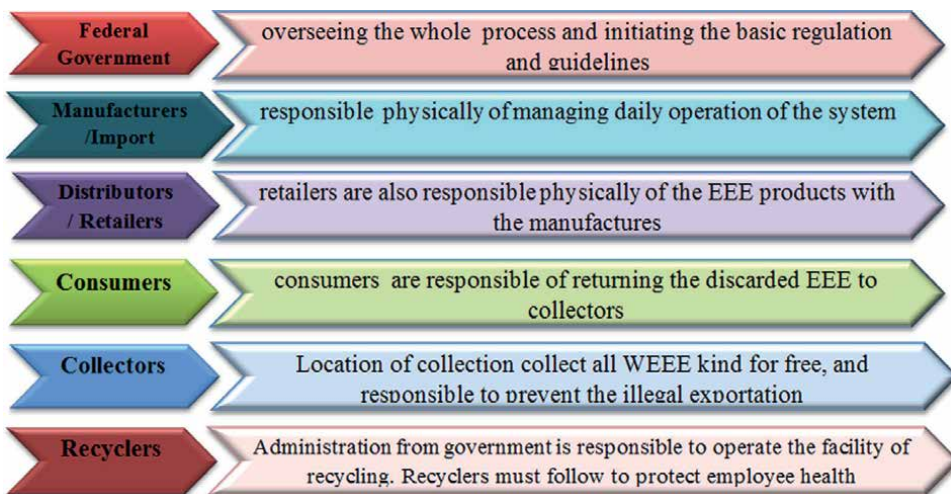 Federal
Government
overseeing the whole process and initiating the basic regulation
and guidelines
Manufacturers
/Import
responsible physically of managing daily operation of the system
Distributors
/ Retailers
retailers are also responsible physically of the EEE products with
the manufactures
Consumers
consumers are responsible of returning the discarded EEE to
collectors
Collectors
Location of collection collect all WEEE kind for free, and
responsible to prevent the illegal exportation
Recyclers
Administration from government is responsible to operate the facility of
recycling. Recyclers must follow to protect employee health